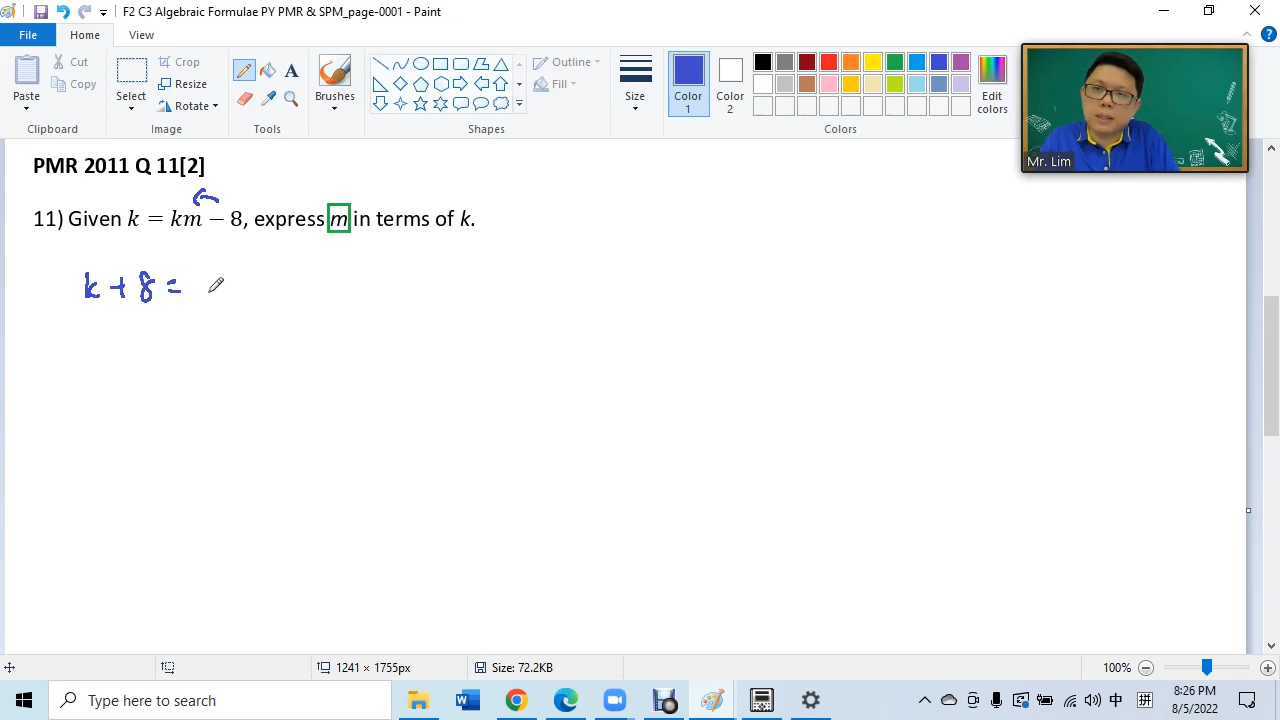 F2 C3 Algebraic Formulae PY PMR & SPM_page-0001 - Paint
File Home View
Paste Cut Copy
Clipboard
Select Crop Resize Rotate
Image
Tools
Brushes
Outline Fill
Shapes
Size
Color 1
Color 2
Edit colors
Colors
Mr. Lim
PMR 2011 Q 11[2]
11) Given k = km − 8, express m in terms of k.
k + 8 =
1241 × 1755px
Size: 72.2KB
100%
Type here to search
中
拼
8:26 PM
8/5/2022